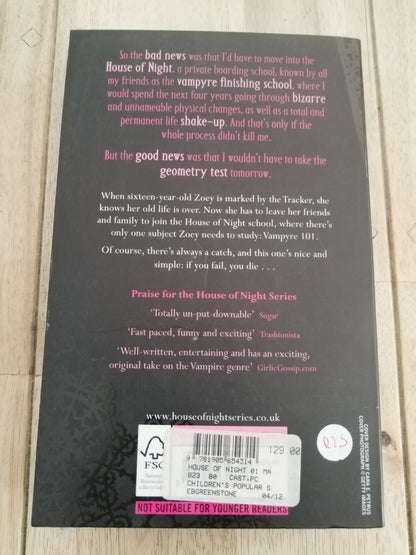 So the bad news was that I'd have to move into the
House of Night, a private boarding school, known by all
my friends as the vampyre finishing school, where I
would spend the next four years going through bizarre
and unnameable physical changes, as well as a total and
permanent life shake-up. And that's only if the
whole process didn't kill me.
But the good news was that I wouldn't have to take the
geometry test tomorrow.
When sixteen-year-old Zoey is marked by the Tracker, she
knows her old life is over. Now she has to leave her friends
and family to join the House of Night school, where there's
only one subject Zoey needs to study: Vampyre 101.
Of course, there's always a catch, and this one's nice and
simple: if you fail, you die . . .
Praise for the House of Night Series
'Totally un-put-downable' Sugar
'Fast paced, funny and exciting' Trashionista
'Well-written, entertaining and has an exciting,
original take on the Vampire genre' GirlieGossip.com
www.houseofnightseries.co.uk
FSC
129 00
9 781905 654314
HOUSE OF NIGHT 01 MA
823 80 CAST.PC
CHILDREN'S POPULAR S
EBGREENSTONE 04/12
NOT SUITABLE FOR YOUNGER READERS
R25
COVER DESIGN BY CARA E. PETRUS
COVER PHOTOGRAPH © GETTY IMAGES